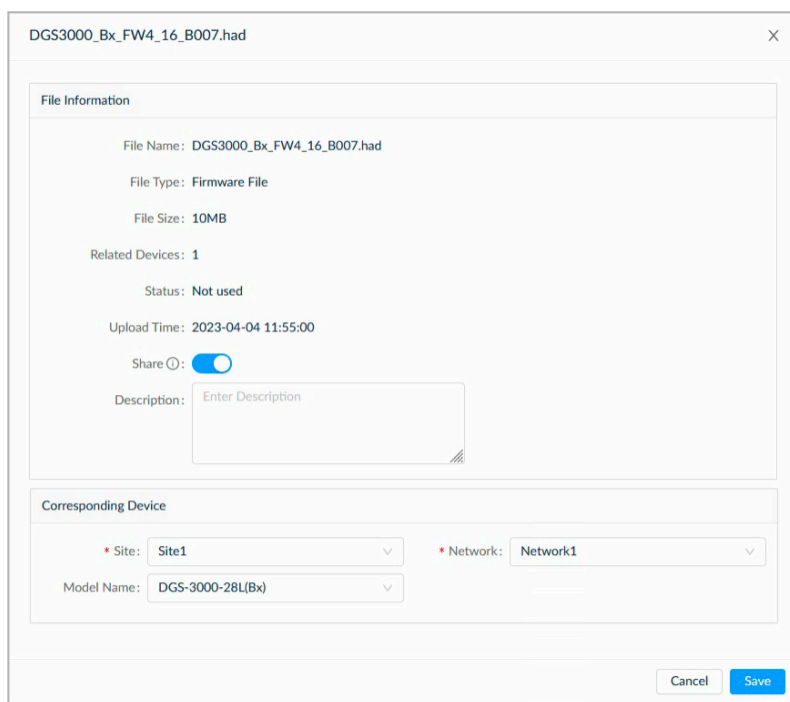 DGS3000_Bx_FW4_16_B007.had
File Information
File Name: DGS3000_Bx_FW4_16_B007.had
File Type: Firmware File
File Size: 10MB
Related Devices: 1
Status: Not used
Upload Time: 2023-04-04 11:55:00
Share ⓘ:
Description: Enter Description
Corresponding Device
* Site: Site1 * Network: Network1
Model Name: DGS-3000-28L(Bx)
Cancel Save